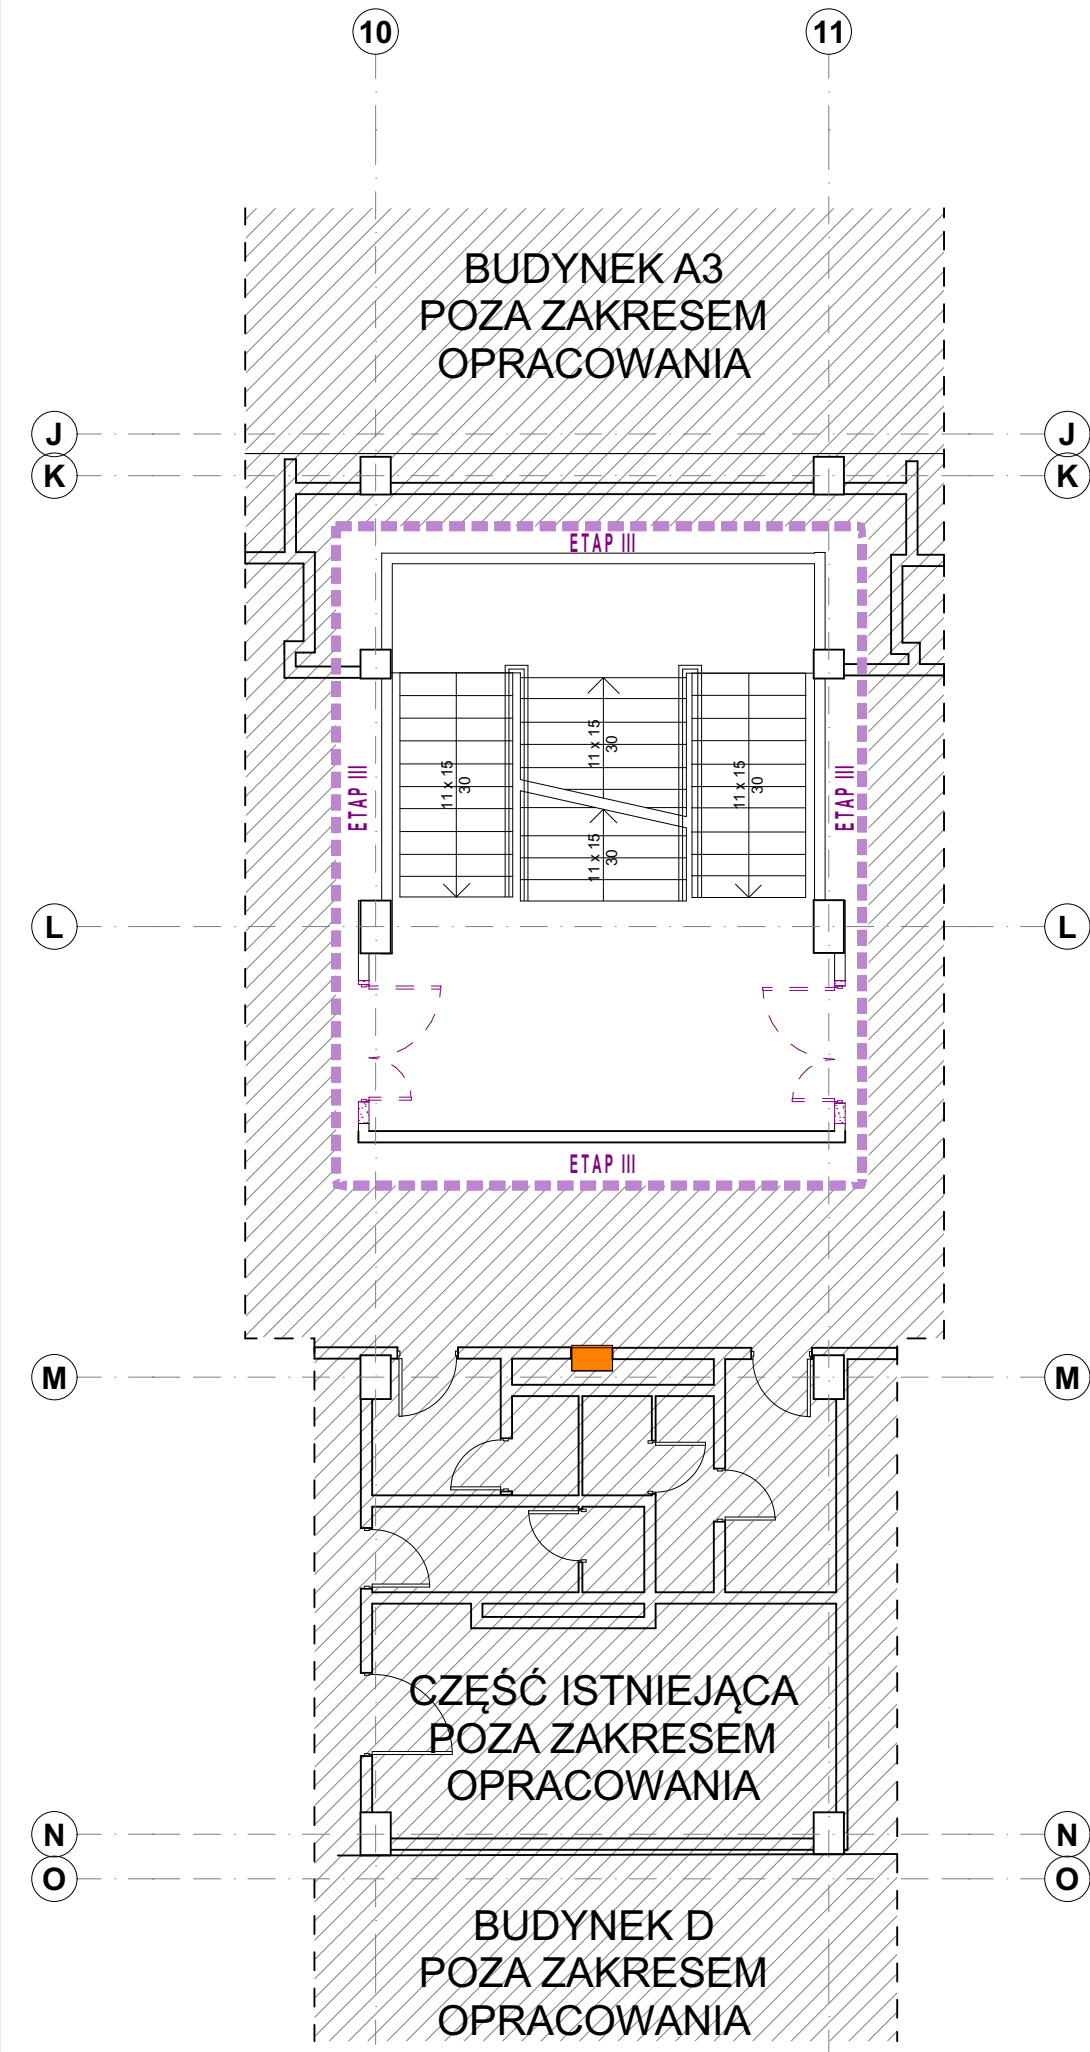 10
11
BUDYNEK A3
POZA ZAKRESEM
OPRACOWANIA
J
J
K
K
ETAP III
11 x 15
30
11 x 15
30
11 x 15
30
11 x 15
30
ETAP III
ETAP III
L
L
ETAP III
M
M
CZĘŚĆ ISTNIEJĄCA
POZA ZAKRESEM
OPRACOWANIA
N
N
O
O
BUDYNEK D
POZA ZAKRESEM
OPRACOWANIA